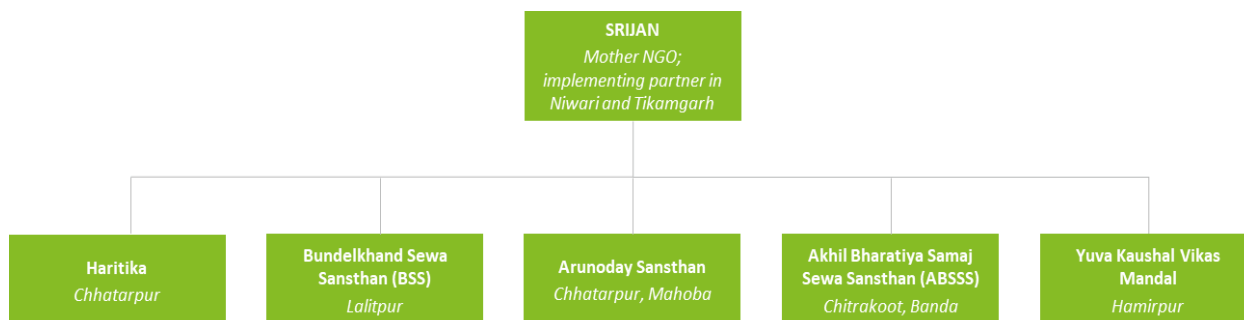 SRIJAN
Mother NGO;
implementing partner in
Niwari and Tikamgarh
Haritika
Chhatarpur
Bundelkhand Sewa
Sansthan (BSS)
Lalitpur
Arunoday Sansthan
Chhatarpur, Mahoba
Akhil Bharatiya Samaj
Sewa Sansthan (ABSSS)
Chitrakoot, Banda
Yuva Kaushal Vikas
Mandal
Hamirpur